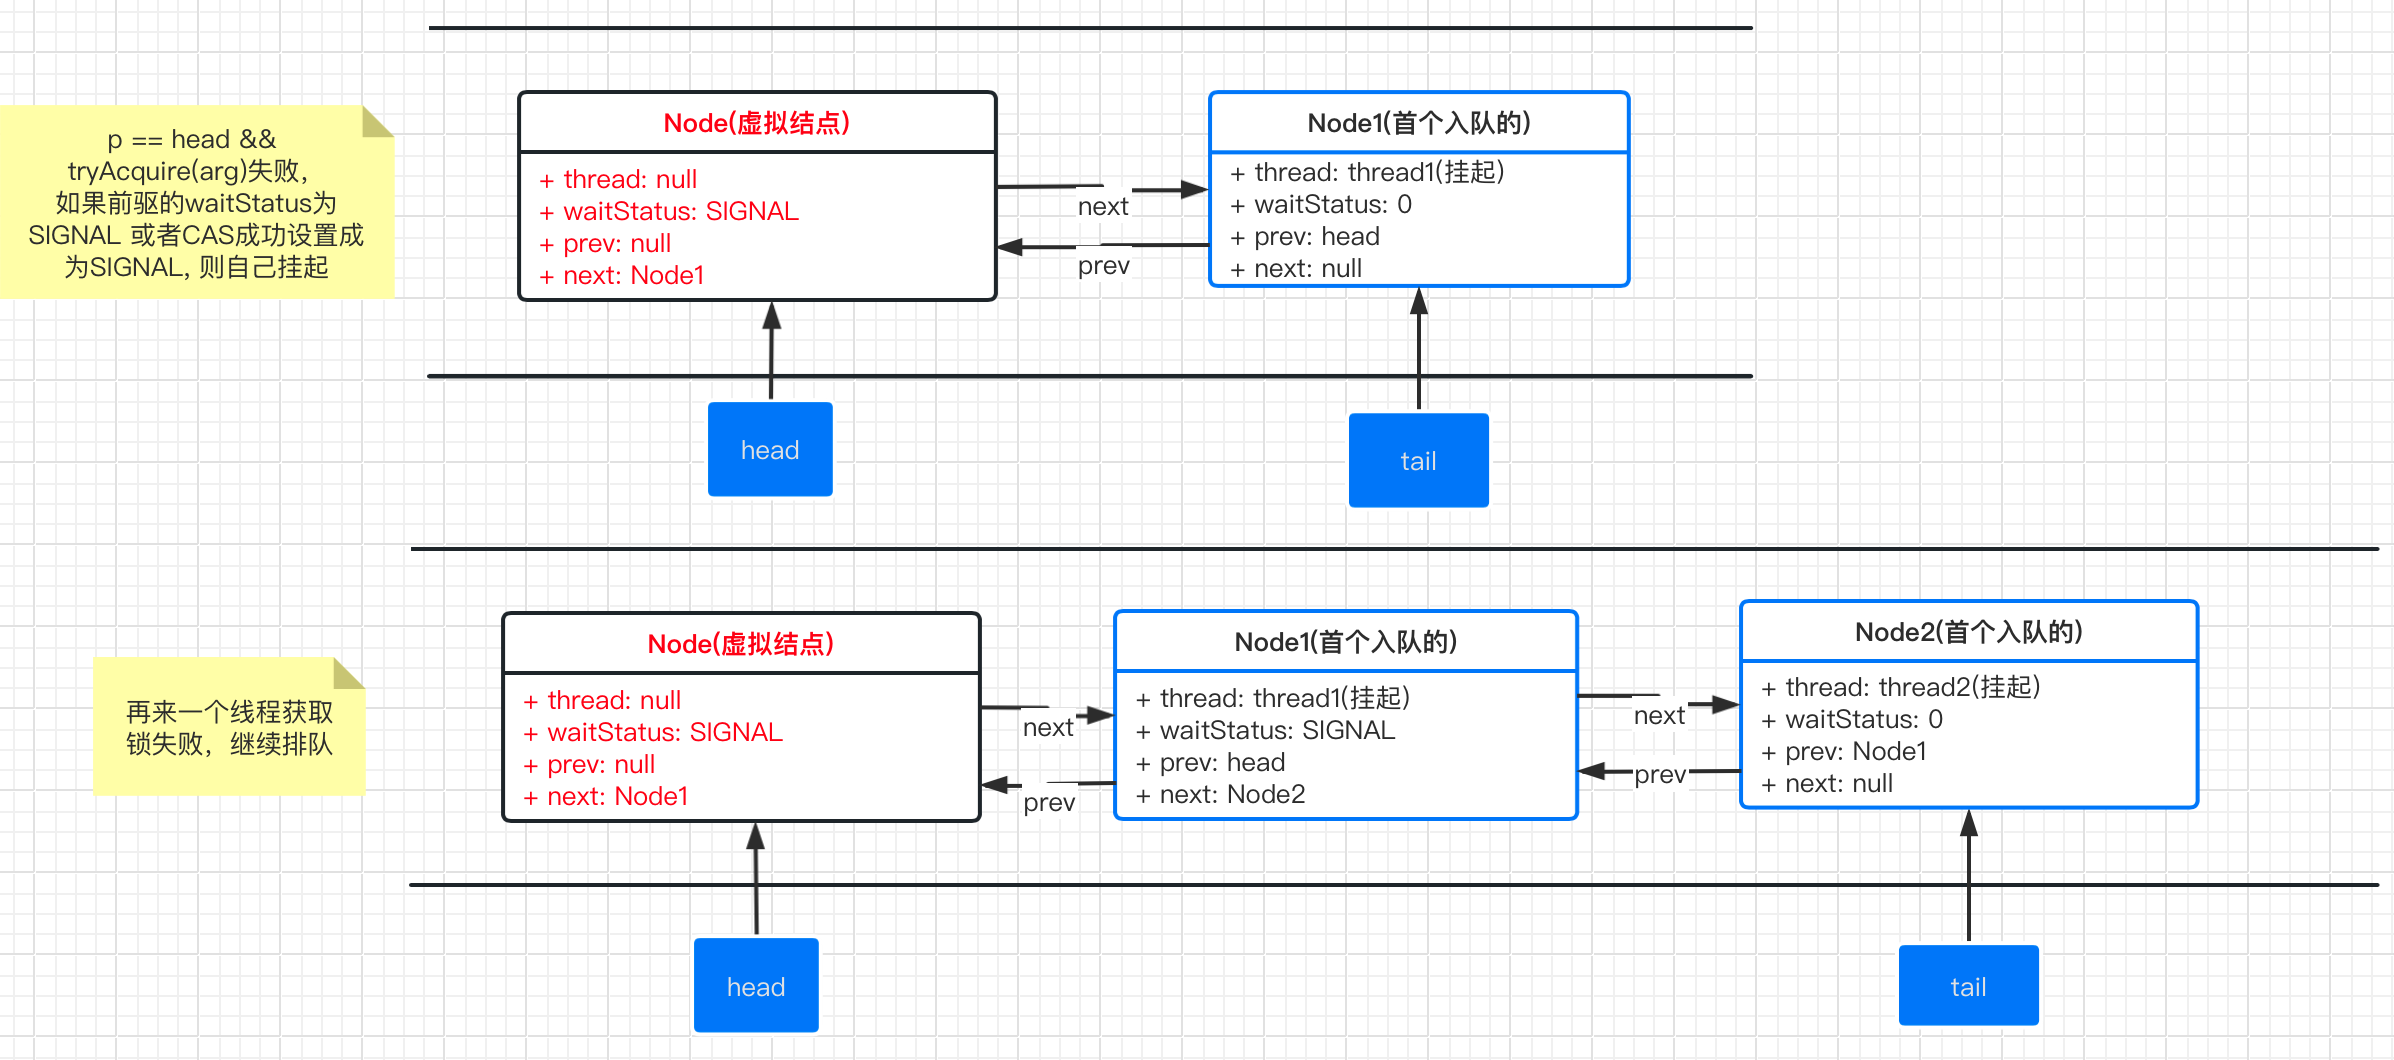 p == head &&
tryAcquire(arg)失败，
如果前驱的waitStatus为
SIGNAL 或者CAS成功设置成
为SIGNAL, 则自己挂起
Node(虚拟结点)
+ thread: null
+ waitStatus: SIGNAL
+ prev: null
+ next: Node1
next
prev
Node1(首个入队的)
+ thread: thread1(挂起)
+ waitStatus: 0
+ prev: head
+ next: null
head
tail
再来一个线程获取
锁失败，继续排队
Node(虚拟结点)
+ thread: null
+ waitStatus: SIGNAL
+ prev: null
+ next: Node1
next
prev
Node1(首个入队的)
+ thread: thread1(挂起)
+ waitStatus: SIGNAL
+ prev: head
+ next: Node2
next
prev
Node2(首个入队的)
+ thread: thread2(挂起)
+ waitStatus: 0
+ prev: Node1
+ next: null
head
tail